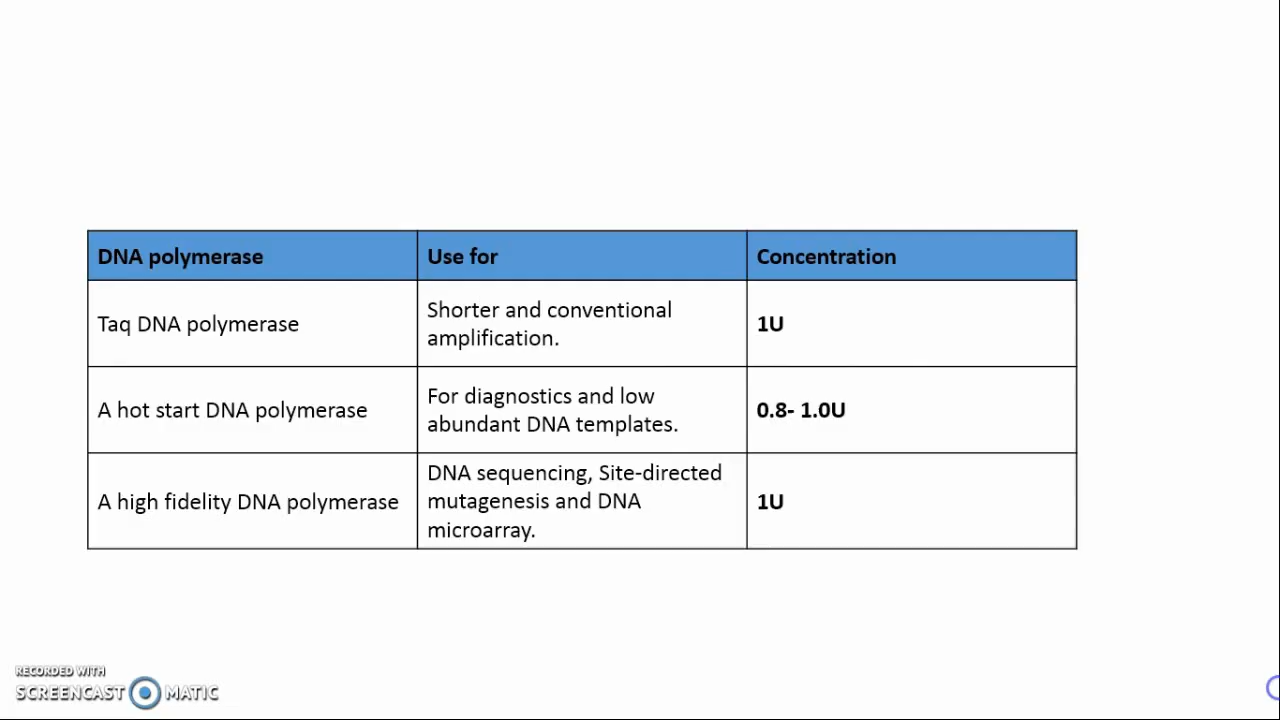 DNA polymerase
Use for
Concentration
Taq DNA polymerase
Shorter and conventional
amplification.
1U
A hot start DNA polymerase
For diagnostics and low
abundant DNA templates.
0.8- 1.0U
A high fidelity DNA polymerase
DNA sequencing, Site-directed
mutagenesis and DNA
microarray.
1U
RECORDED WITH
SCREENCAST MATIC